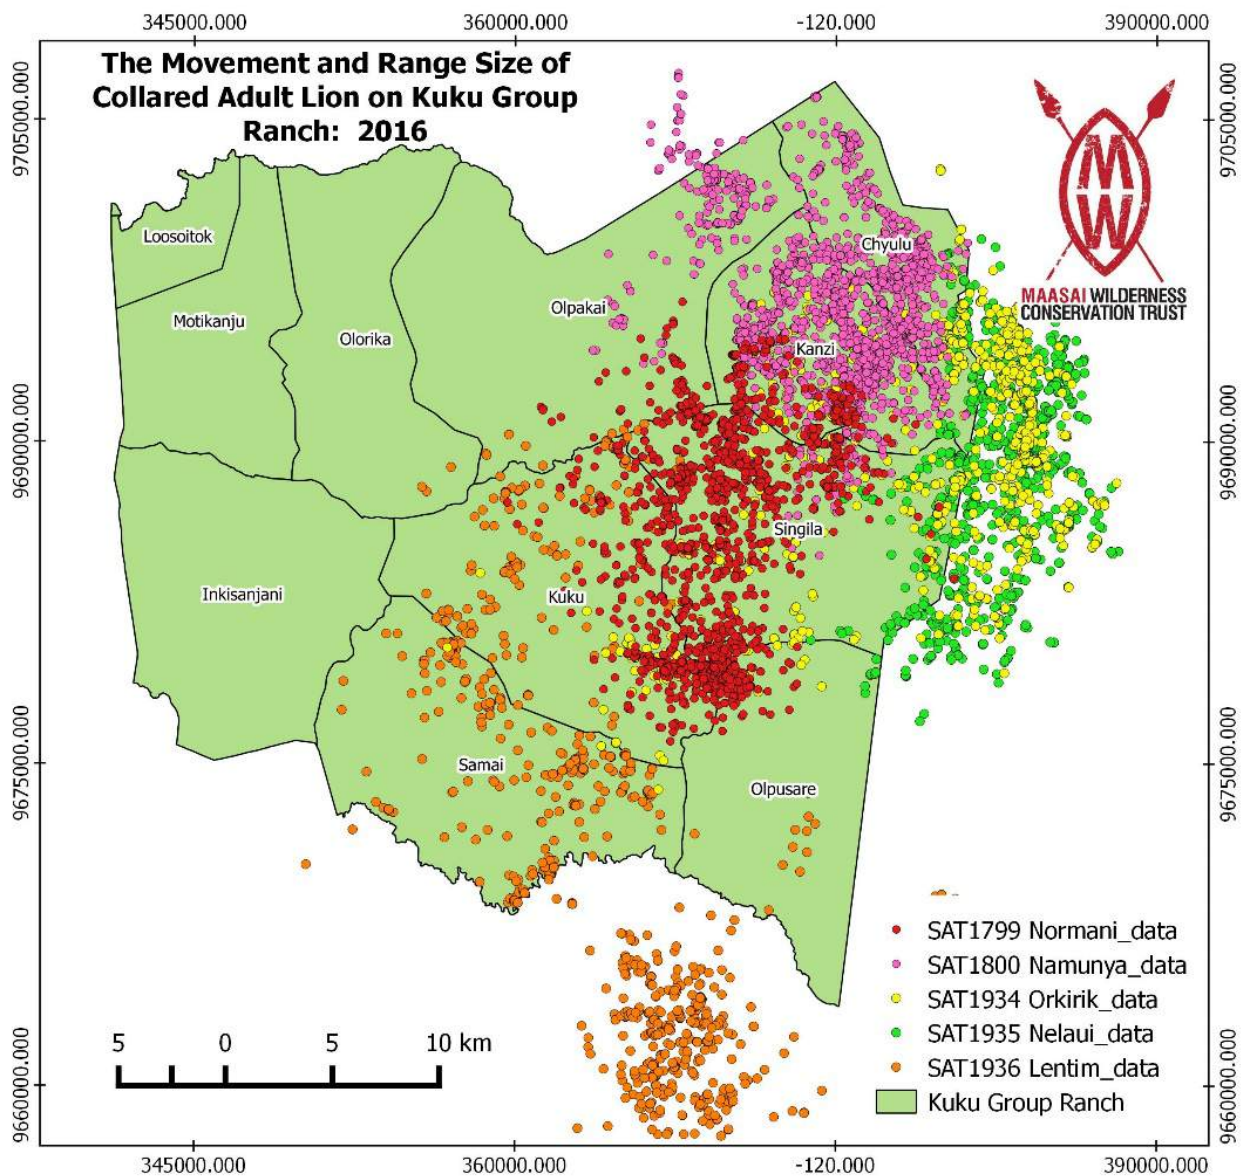 345000.000 360000.000 -120.000 390000.000
The Movement and Range Size of
Collared Adult Lion on Kuku Group
Ranch: 2016
9705000.000
9705000.000
M
W
MAASAI WILDERNESS
CONSERVATION TRUST
Loosoitok
Chyulu
Motikanju
Olorika
Olpakai
Kanzi
9690000.000
9690000.000
Singila
Inkisanjani
Kuku
Samai
Olpusare
9675000.000
9675000.000
SAT1799 Normani_data
SAT1800 Namunya_data
SAT1934 Orkirik_data
SAT1935 Nelaui_data
SAT1936 Lentim_data
Kuku Group Ranch
5 0 5 10 km
9660000.000
9660000.000
345000.000 360000.000 -120.000 390000.000